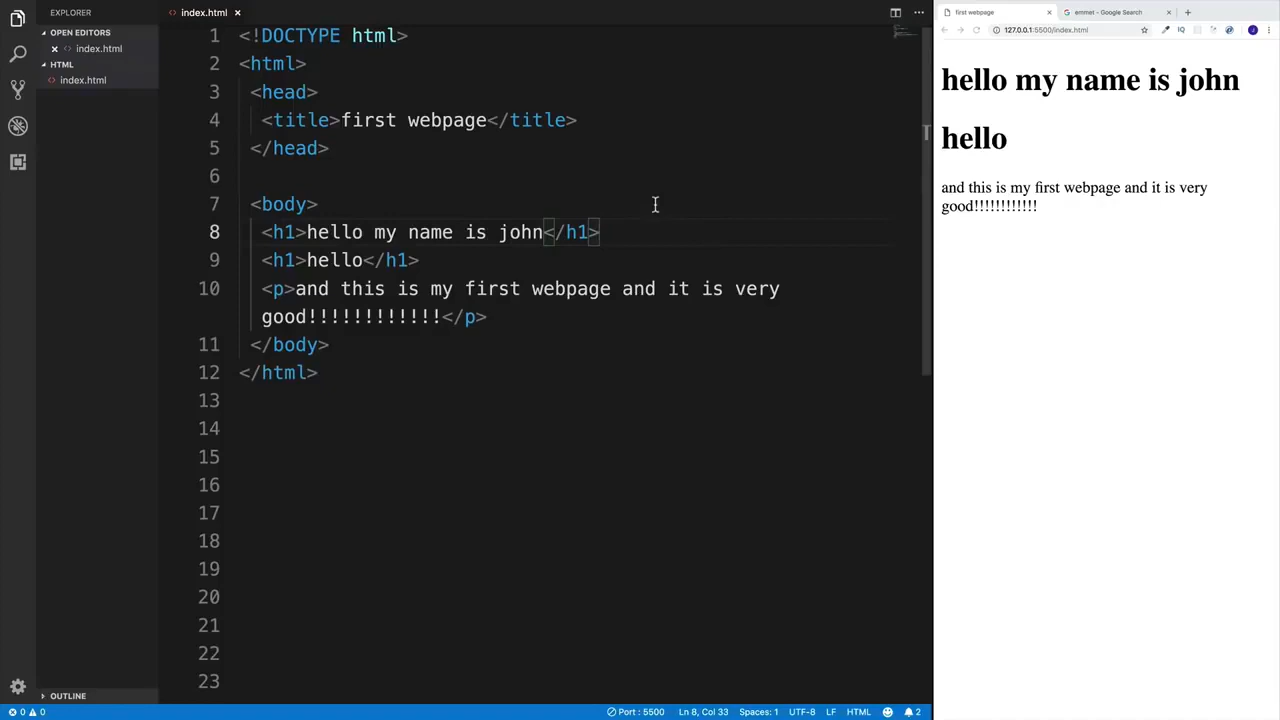 EXPLORER
OPEN EDITORS
index.html
HTML
index.html
OUTLINE
index.html
1 <!DOCTYPE html>
2 <html>
3 <head>
4 <title>first webpage</title>
5 </head>
6
7 <body>
8 <h1>hello my name is john</h1>
9 <h1>hello</h1>
10 <p>and this is my first webpage and it is very
good!!!!!!!!!!!!</p>
11 </body>
12 </html>
13
14
15
16
17
18
19
20
21
22
23
first webpage
emmet - Google Search
127.0.0.1:5500/index.html
IQ
J
hello my name is john
hello
and this is my first webpage and it is very
good!!!!!!!!!!!!
0 0
Port : 5500
Ln 8, Col 33
Spaces: 1
UTF-8
LF
HTML
2